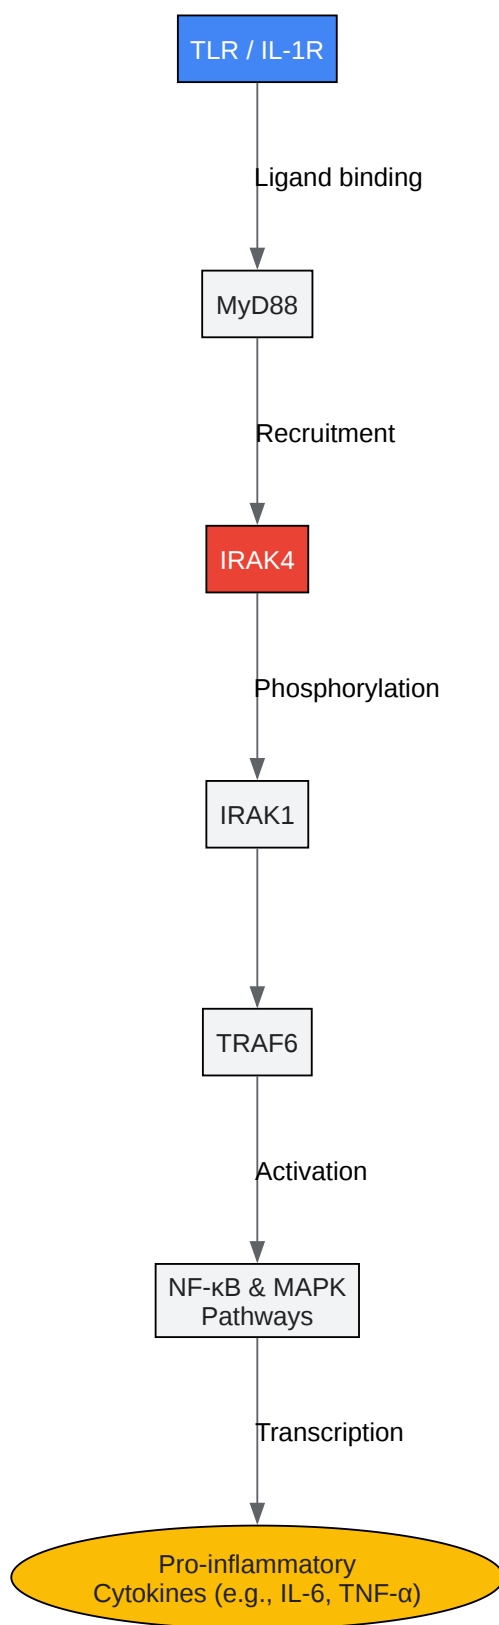 TLR / IL-1R
Ligand binding
MyD88
Recruitment
IRAK4
Phosphorylation
IRAK1
TRAF6
Activation
NF-κB & MAPK
Pathways
Transcription
Pro-inflammatory
Cytokines (e.g., IL-6, TNF-α)